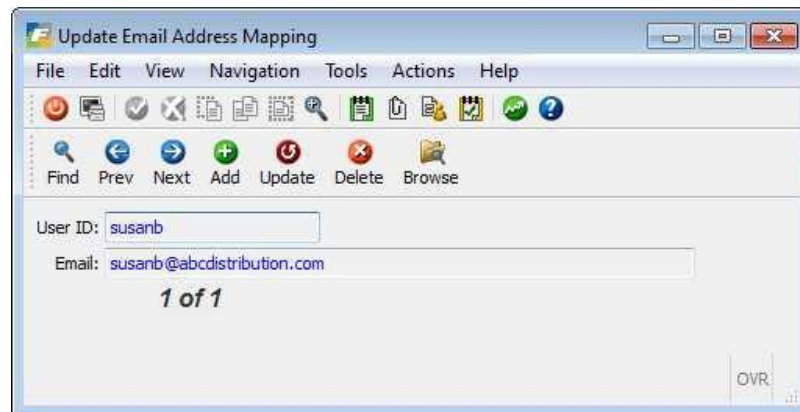 Update Email Address Mapping
File Edit View Navigation Tools Actions Help
Find Prev Next Add Update Delete Browse
User ID: susanb
Email: susanb@abcdistribution.com
1 of 1
OVR